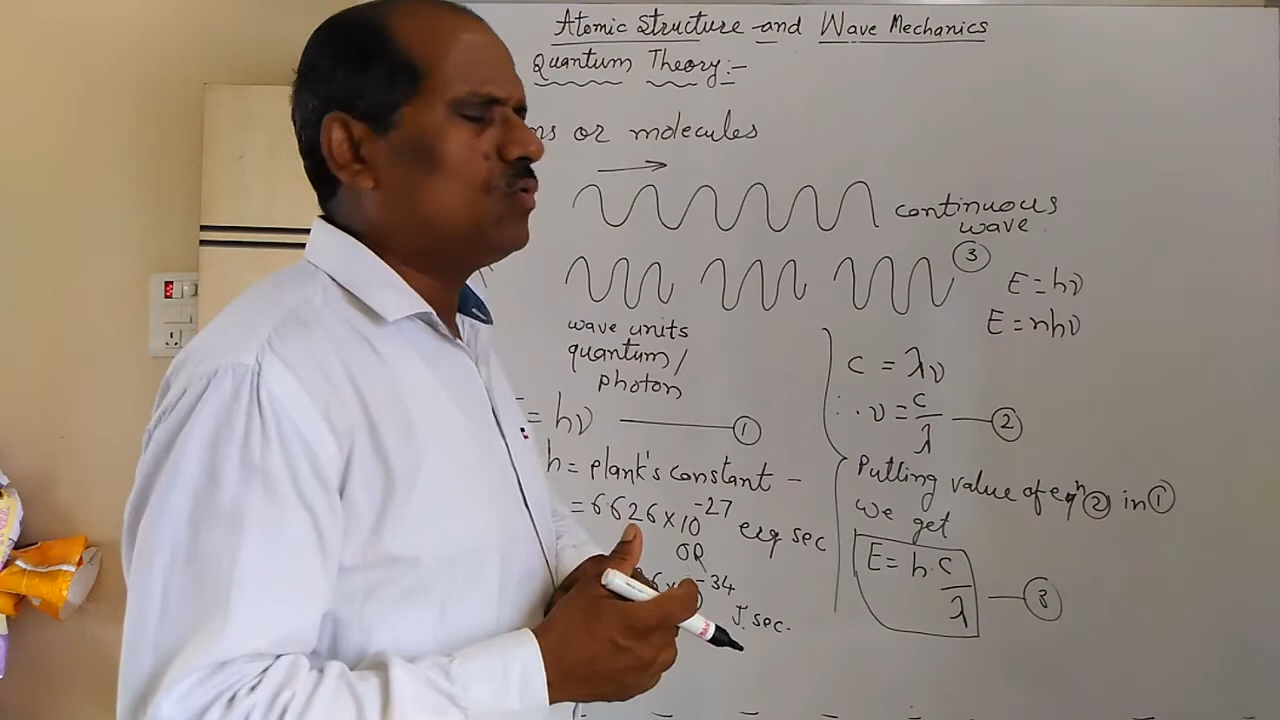 Atomic Structure and Wave Mechanics
Quantum Theory:-
or molecules
continuous
wave.
③
E = hν
E = nhν
wave units
quantum/
photon
= hν ①
h = plank's constant -
= 6626 × 10⁻²⁷ erg sec
OR
-34
J. sec.
c = λν
∴ ν = c/λ ②
Putting value of eqⁿ ② in ①
we get
E = h·c/λ ③